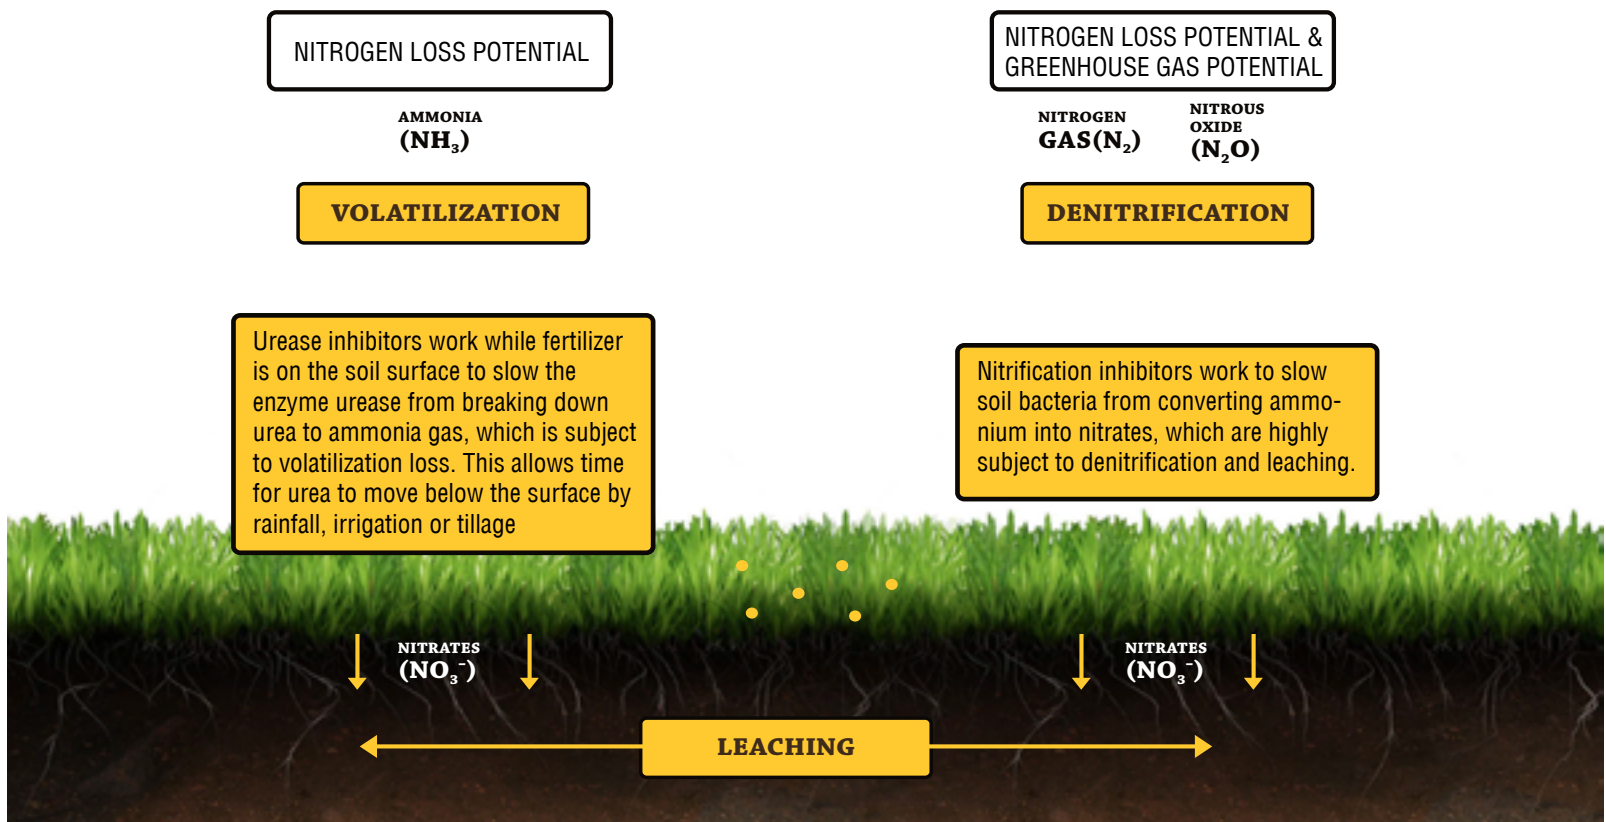 NITROGEN LOSS POTENTIAL
AMMONIA
(NH₃)
VOLATILIZATION
Urease inhibitors work while fertilizer
is on the soil surface to slow the
enzyme urease from breaking down
urea to ammonia gas, which is subject
to volatilization loss. This allows time
for urea to move below the surface by
rainfall, irrigation or tillage
NITROGEN LOSS POTENTIAL &
GREENHOUSE GAS POTENTIAL
NITROGEN
GAS(N₂)
NITROUS
OXIDE
(N₂O)
DENITRIFICATION
Nitrification inhibitors work to slow
soil bacteria from converting ammo-
nium into nitrates, which are highly
subject to denitrification and leaching.
NITRATES
(NO₃⁻)
NITRATES
(NO₃⁻)
LEACHING